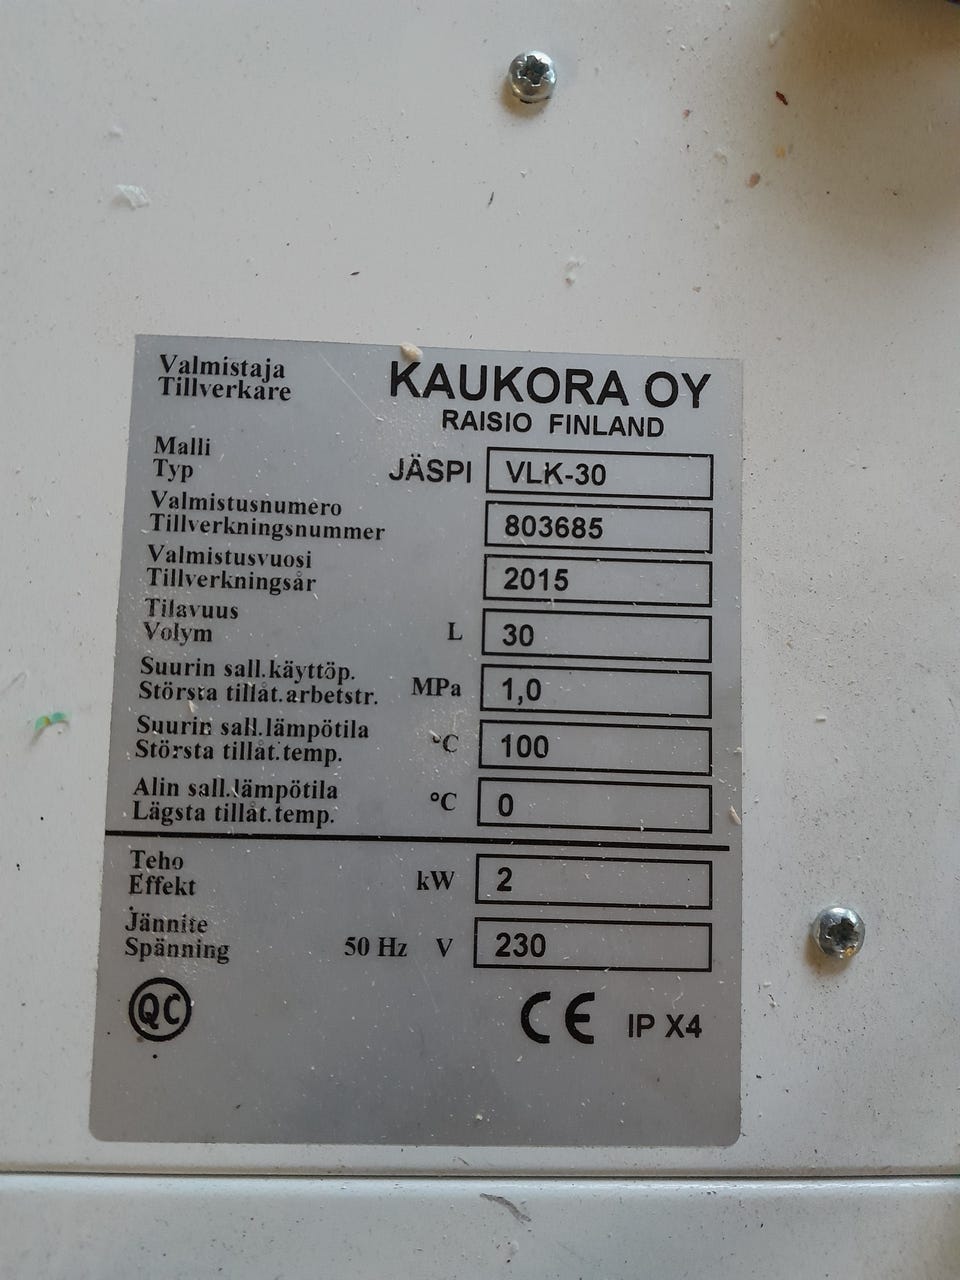 Valmistaja
Tillverkare
KAUKORA OY
RAISIO FINLAND
Malli
Typ
JÄSPI VLK-30
Valmistusnumero
Tillverkningsnummer
803685
Valmistusvuosi
Tillverkningsår
2015
Tilavuus
Volym
L 30
Suurin sall.käyttöp.
Största tillåt.arbetstr.
MPa 1,0
Suurin sall.lämpötila
Största tillåt.temp.
°C 100
Alin sall.lämpötila
Lägsta tillåt.temp.
°C 0
Teho
Effekt
kW 2
Jännite
Spänning
50 Hz V 230
QC
CE IP X4